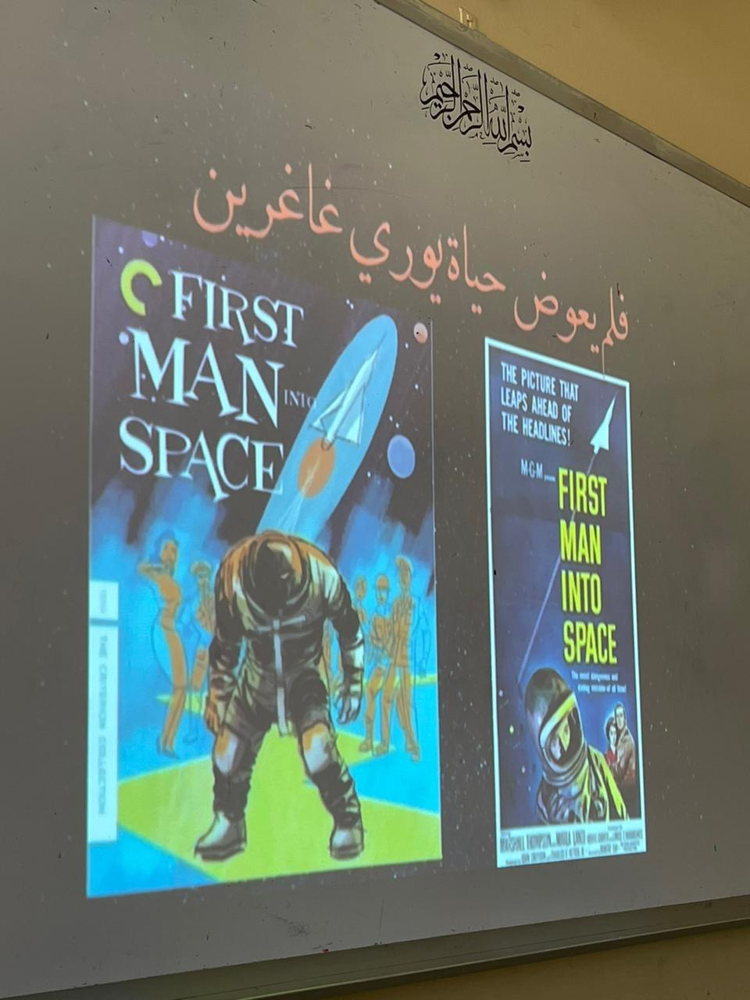 بسم الله الرحمن الرحيم
فلم يعوض حياة يوري غاغرين
FIRST
MAN INTO
SPACE
THE CRITERION COLLECTION
THE PICTURE THAT
LEAPS AHEAD OF
THE HEADLINES!
M-G-M
FIRST
MAN
INTO
SPACE
The most dangerous and
daring mission of all time!
MARSHALL THOMPSON MARLA LANDI